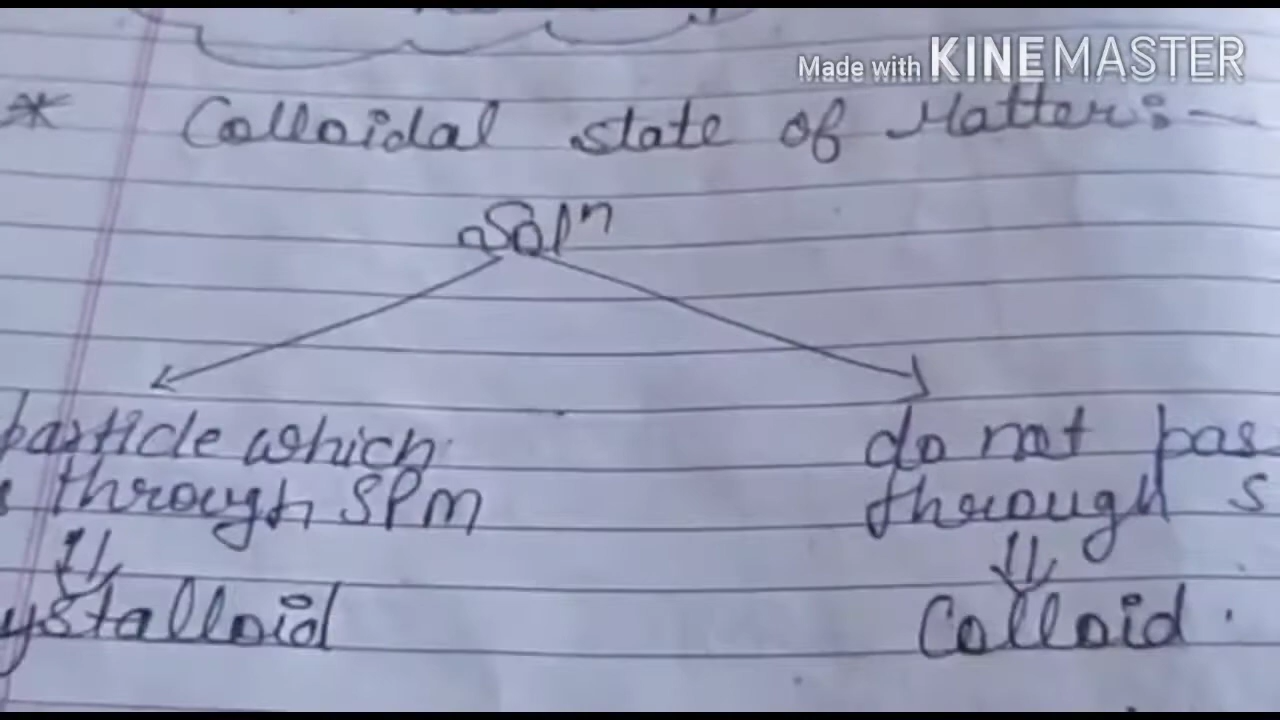 Made with KINEMASTER
* Colloidal state of Matter:-
Solⁿ
particle which
through SPM
do not pas
through s
ystalloid
Colloid.